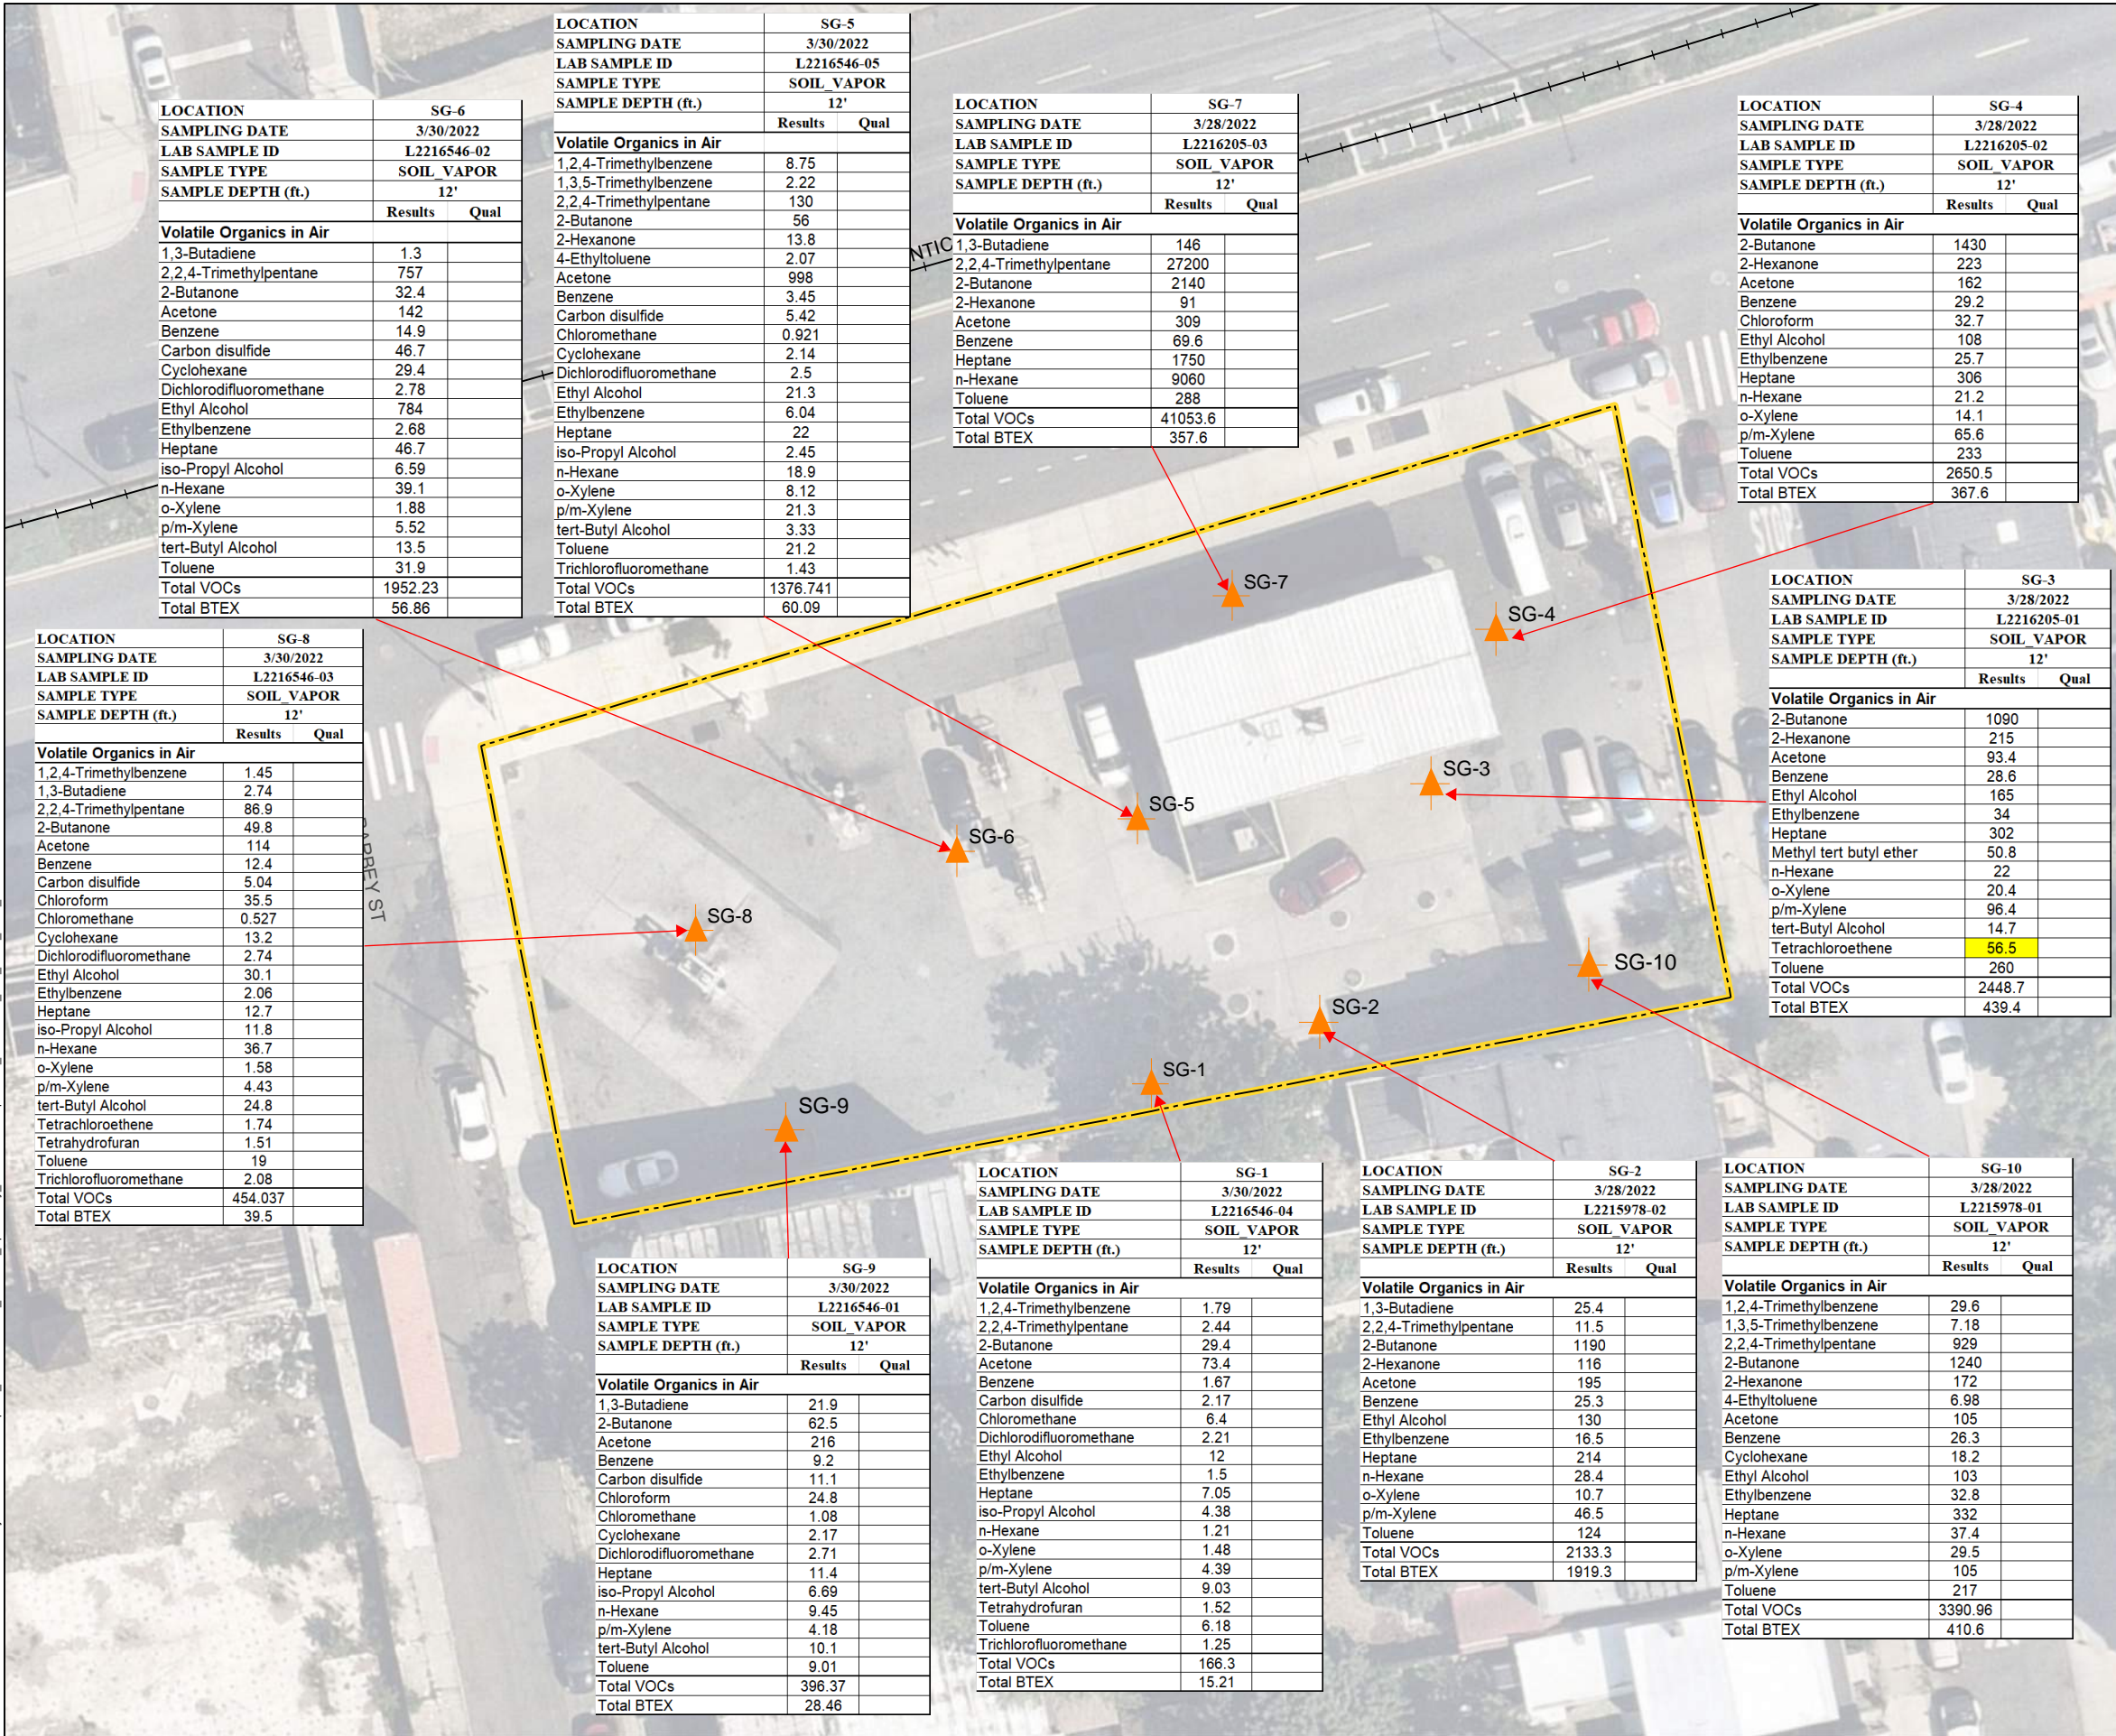 LOCATION SG-6
SAMPLING DATE 3/30/2022
LAB SAMPLE ID L2216546-02
SAMPLE TYPE SOIL_VAPOR
SAMPLE DEPTH (ft.) 12'
Results Qual
Volatile Organics in Air
1,3-Butadiene 1.3
2,2,4-Trimethylpentane 757
2-Butanone 32.4
Acetone 142
Benzene 14.9
Carbon disulfide 46.7
Cyclohexane 29.4
Dichlorodifluoromethane 2.78
Ethyl Alcohol 784
Ethylbenzene 2.68
Heptane 46.7
iso-Propyl Alcohol 6.59
n-Hexane 39.1
o-Xylene 1.88
p/m-Xylene 5.52
tert-Butyl Alcohol 13.5
Toluene 31.9
Total VOCs 1952.23
Total BTEX 56.86
LOCATION SG-5
SAMPLING DATE 3/30/2022
LAB SAMPLE ID L2216546-05
SAMPLE TYPE SOIL_VAPOR
SAMPLE DEPTH (ft.) 12'
Results Qual
Volatile Organics in Air
1,2,4-Trimethylbenzene 8.75
1,3,5-Trimethylbenzene 2.22
2,2,4-Trimethylpentane 130
2-Butanone 56
2-Hexanone 13.8
4-Ethyltoluene 2.07
Acetone 998
Benzene 3.45
Carbon disulfide 5.42
Chloromethane 0.921
Cyclohexane 2.14
Dichlorodifluoromethane 2.5
Ethyl Alcohol 21.3
Ethylbenzene 6.04
Heptane 22
iso-Propyl Alcohol 2.45
n-Hexane 18.9
o-Xylene 8.12
p/m-Xylene 21.3
tert-Butyl Alcohol 3.33
Toluene 21.2
Trichlorofluoromethane 1.43
Total VOCs 1376.741
Total BTEX 60.09
NTIC
LOCATION SG-7
SAMPLING DATE 3/28/2022
LAB SAMPLE ID L2216205-03
SAMPLE TYPE SOIL_VAPOR
SAMPLE DEPTH (ft.) 12'
Results Qual
Volatile Organics in Air
1,3-Butadiene 146
2,2,4-Trimethylpentane 27200
2-Butanone 2140
2-Hexanone 91
Acetone 309
Benzene 69.6
Heptane 1750
n-Hexane 9060
Toluene 288
Total VOCs 41053.6
Total BTEX 357.6
LOCATION SG-4
SAMPLING DATE 3/28/2022
LAB SAMPLE ID L2216205-02
SAMPLE TYPE SOIL_VAPOR
SAMPLE DEPTH (ft.) 12'
Results Qual
Volatile Organics in Air
2-Butanone 1430
2-Hexanone 223
Acetone 162
Benzene 29.2
Chloroform 32.7
Ethyl Alcohol 108
Ethylbenzene 25.7
Heptane 306
n-Hexane 21.2
o-Xylene 14.1
p/m-Xylene 65.6
Toluene 233
Total VOCs 2650.5
Total BTEX 367.6
LOCATION SG-3
SAMPLING DATE 3/28/2022
LAB SAMPLE ID L2216205-01
SAMPLE TYPE SOIL_VAPOR
SAMPLE DEPTH (ft.) 12'
Results Qual
Volatile Organics in Air
2-Butanone 1090
2-Hexanone 215
Acetone 93.4
Benzene 28.6
Ethyl Alcohol 165
Ethylbenzene 34
Heptane 302
Methyl tert butyl ether 50.8
n-Hexane 22
o-Xylene 20.4
p/m-Xylene 96.4
tert-Butyl Alcohol 14.7
Tetrachloroethene 56.5
Toluene 260
Total VOCs 2448.7
Total BTEX 439.4
LOCATION SG-8
SAMPLING DATE 3/30/2022
LAB SAMPLE ID L2216546-03
SAMPLE TYPE SOIL_VAPOR
SAMPLE DEPTH (ft.) 12'
Results Qual
Volatile Organics in Air
1,2,4-Trimethylbenzene 1.45
1,3-Butadiene 2.74
2,2,4-Trimethylpentane 86.9
2-Butanone 49.8
Acetone 114
Benzene 12.4
Carbon disulfide 5.04
Chloroform 35.5
Chloromethane 0.527
Cyclohexane 13.2
Dichlorodifluoromethane 2.74
Ethyl Alcohol 30.1
Ethylbenzene 2.06
Heptane 12.7
iso-Propyl Alcohol 11.8
n-Hexane 36.7
o-Xylene 1.58
p/m-Xylene 4.43
tert-Butyl Alcohol 24.8
Tetrachloroethene 1.74
Tetrahydrofuran 1.51
Toluene 19
Trichlorofluoromethane 2.08
Total VOCs 454.037
Total BTEX 39.5
BARBEY ST
SG-7
SG-4
SG-3
SG-5
SG-6
SG-8
SG-10
SG-2
SG-1
SG-9
LOCATION SG-9
SAMPLING DATE 3/30/2022
LAB SAMPLE ID L2216546-01
SAMPLE TYPE SOIL_VAPOR
SAMPLE DEPTH (ft.) 12'
Results Qual
Volatile Organics in Air
1,3-Butadiene 21.9
2-Butanone 62.5
Acetone 216
Benzene 9.2
Carbon disulfide 11.1
Chloroform 24.8
Chloromethane 1.08
Cyclohexane 2.17
Dichlorodifluoromethane 2.71
Heptane 11.4
iso-Propyl Alcohol 6.69
n-Hexane 9.45
p/m-Xylene 4.18
tert-Butyl Alcohol 10.1
Toluene 9.01
Total VOCs 396.37
Total BTEX 28.46
LOCATION SG-1
SAMPLING DATE 3/30/2022
LAB SAMPLE ID L2216546-04
SAMPLE TYPE SOIL_VAPOR
SAMPLE DEPTH (ft.) 12'
Results Qual
Volatile Organics in Air
1,2,4-Trimethylbenzene 1.79
2,2,4-Trimethylpentane 2.44
2-Butanone 29.4
Acetone 73.4
Benzene 1.67
Carbon disulfide 2.17
Chloromethane 6.4
Dichlorodifluoromethane 2.21
Ethyl Alcohol 12
Ethylbenzene 1.5
Heptane 7.05
iso-Propyl Alcohol 4.38
n-Hexane 1.21
o-Xylene 1.48
p/m-Xylene 4.39
tert-Butyl Alcohol 9.03
Tetrahydrofuran 1.52
Toluene 6.18
Trichlorofluoromethane 1.25
Total VOCs 166.3
Total BTEX 15.21
LOCATION SG-2
SAMPLING DATE 3/28/2022
LAB SAMPLE ID L2215978-02
SAMPLE TYPE SOIL_VAPOR
SAMPLE DEPTH (ft.) 12'
Results Qual
Volatile Organics in Air
1,3-Butadiene 25.4
2,2,4-Trimethylpentane 11.5
2-Butanone 1190
2-Hexanone 116
Acetone 195
Benzene 25.3
Ethyl Alcohol 130
Ethylbenzene 16.5
Heptane 214
n-Hexane 28.4
o-Xylene 10.7
p/m-Xylene 46.5
Toluene 124
Total VOCs 2133.3
Total BTEX 1919.3
LOCATION SG-10
SAMPLING DATE 3/28/2022
LAB SAMPLE ID L2215978-01
SAMPLE TYPE SOIL_VAPOR
SAMPLE DEPTH (ft.) 12'
Results Qual
Volatile Organics in Air
1,2,4-Trimethylbenzene 29.6
1,3,5-Trimethylbenzene 7.18
2,2,4-Trimethylpentane 929
2-Butanone 1240
2-Hexanone 172
4-Ethyltoluene 6.98
Acetone 105
Benzene 26.3
Cyclohexane 18.2
Ethyl Alcohol 103
Ethylbenzene 32.8
Heptane 332
n-Hexane 37.4
o-Xylene 29.5
p/m-Xylene 105
Toluene 217
Total VOCs 3390.96
Total BTEX 410.6